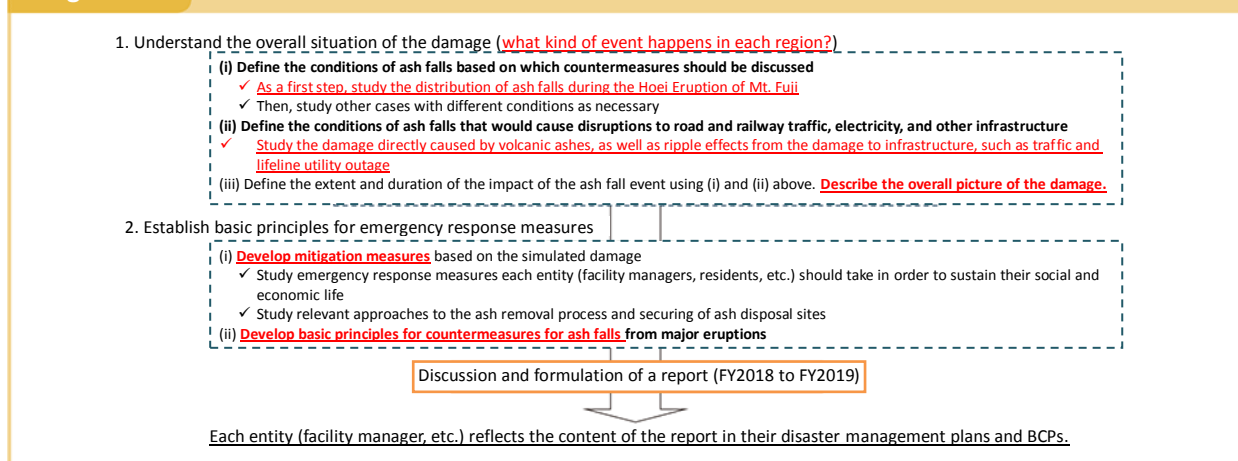 1. Understand the overall situation of the damage (what kind of event happens in each region?)
(i) Define the conditions of ash falls based on which countermeasures should be discussed
✓ As a first step, study the distribution of ash falls during the Hoei Eruption of Mt. Fuji
✓ Then, study other cases with different conditions as necessary
(ii) Define the conditions of ash falls that would cause disruptions to road and railway traffic, electricity, and other infrastructure
✓ Study the damage directly caused by volcanic ashes, as well as ripple effects from the damage to infrastructure, such as traffic and
lifeline utility outage
(iii) Define the extent and duration of the impact of the ash fall event using (i) and (ii) above. Describe the overall picture of the damage.
2. Establish basic principles for emergency response measures
(i) Develop mitigation measures based on the simulated damage
✓ Study emergency response measures each entity (facility managers, residents, etc.) should take in order to sustain their social and
economic life
✓ Study relevant approaches to the ash removal process and securing of ash disposal sites
(ii) Develop basic principles for countermeasures for ash falls from major eruptions
Discussion and formulation of a report (FY2018 to FY2019)
Each entity (facility manager, etc.) reflects the content of the report in their disaster management plans and BCPs.